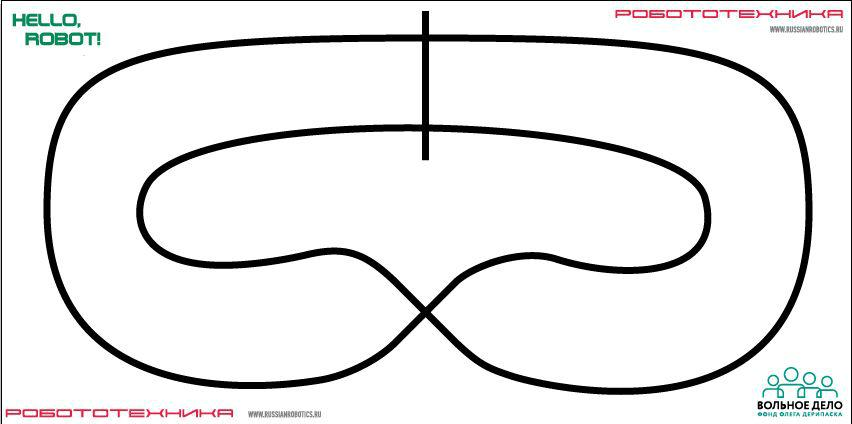 HELLO,
ROBOT!
РОБОТОТЕХНИКА
WWW.RUSSIANROBOTICS.RU
РОБОТОТЕХНИКА WWW.RUSSIANROBOTICS.RU
ВОЛЬНОЕ ДЕЛО
ФОНД ОЛЕГА ДЕРИПАСКА